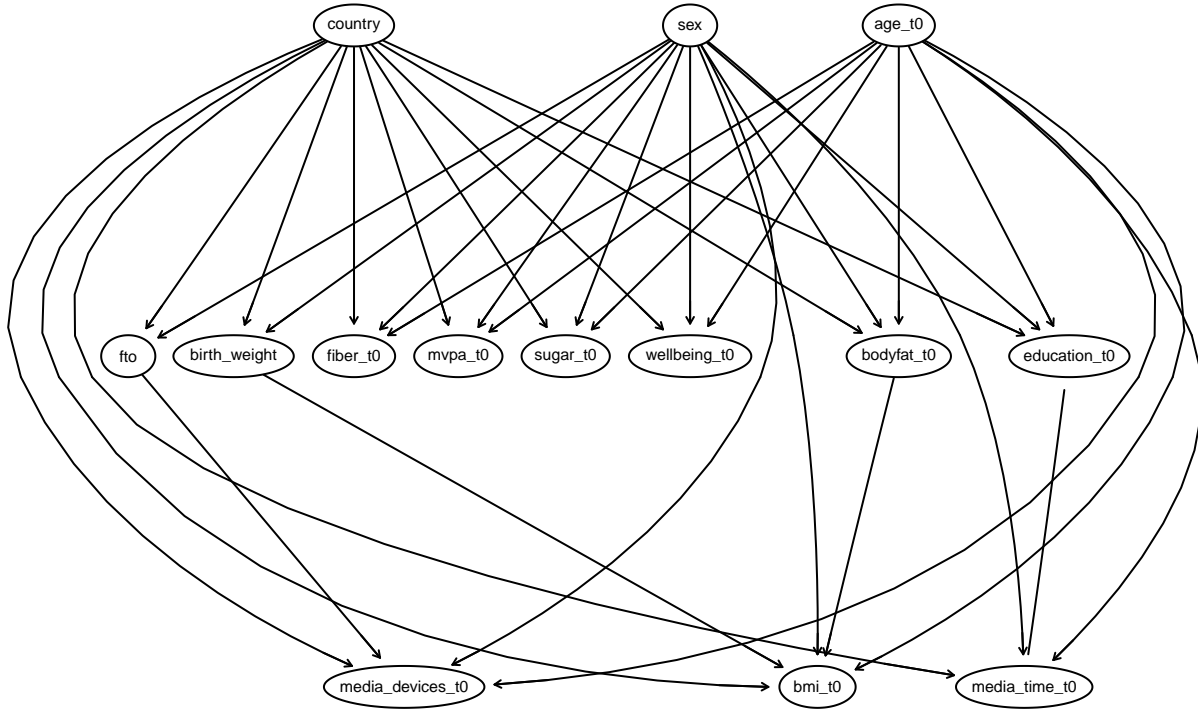 country
sex
age_t0
fto
birth_weight
fiber_t0
mvpa_t0
sugar_t0
wellbeing_t0
bodyfat_t0
education_t0
media_devices_t0
bmi_t0
media_time_t0